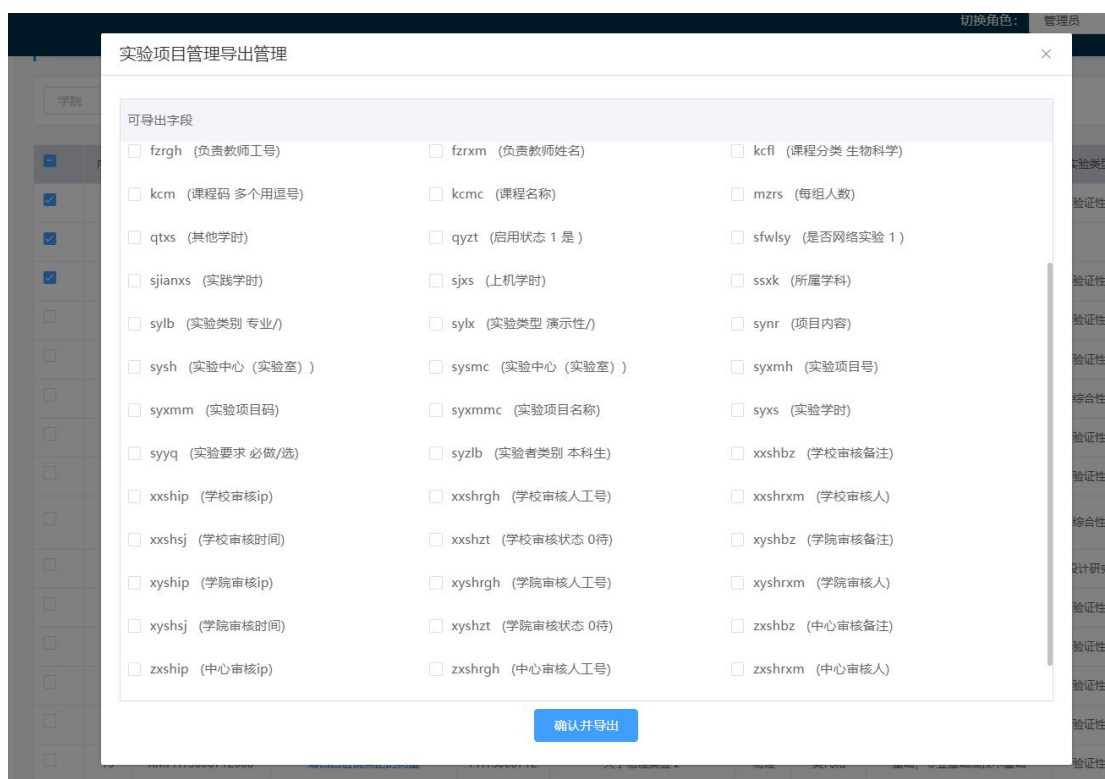 切换角色： 管理员
实验项目管理导出管理
学院
可导出字段
fzrgh (负责教师工号) fzrxm (负责教师姓名) kcfl (课程分类 生物科学)
kcm (课程码 多个用逗号) kcmc (课程名称) mzrs (每组人数)
验证性
qtxs (其他学时) qyzt (启用状态 1 是 ) sfwlsy (是否网络实验 1 )
sjianxs (实践学时) sjxs (上机学时) ssxk (所属学科)
验证性
sylb (实验类别 专业/) sylx (实验类型 演示性/) synr (项目内容)
验证性
sysh (实验中心 (实验室) ) sysmc (实验中心 (实验室) ) syxmh (实验项目号)
验证性
综合性
syxmm (实验项目码) syxmmc (实验项目名称) syxs (实验学时)
验证性
syyq (实验要求 必做/选) syzlb (实验者类别 本科生) xxshbz (学校审核备注)
验证性
xxship (学校审核ip) xxshrgh (学校审核人工号) xxshrxm (学校审核人)
综合性
xxshsj (学校审核时间) xxshzt (学校审核状态 0待) xyshbz (学院审核备注)
xyship (学院审核ip) xyshrgh (学院审核人工号) xyshrxm (学院审核人)
验证性
xyshsj (学院审核时间) xyshzt (学院审核状态 0待) zxshbz (中心审核备注)
验证性
zxship (中心审核ip) zxshrgh (中心审核人工号) zxshrxm (中心审核人)
验证性
确认并导出
验证性
验证性